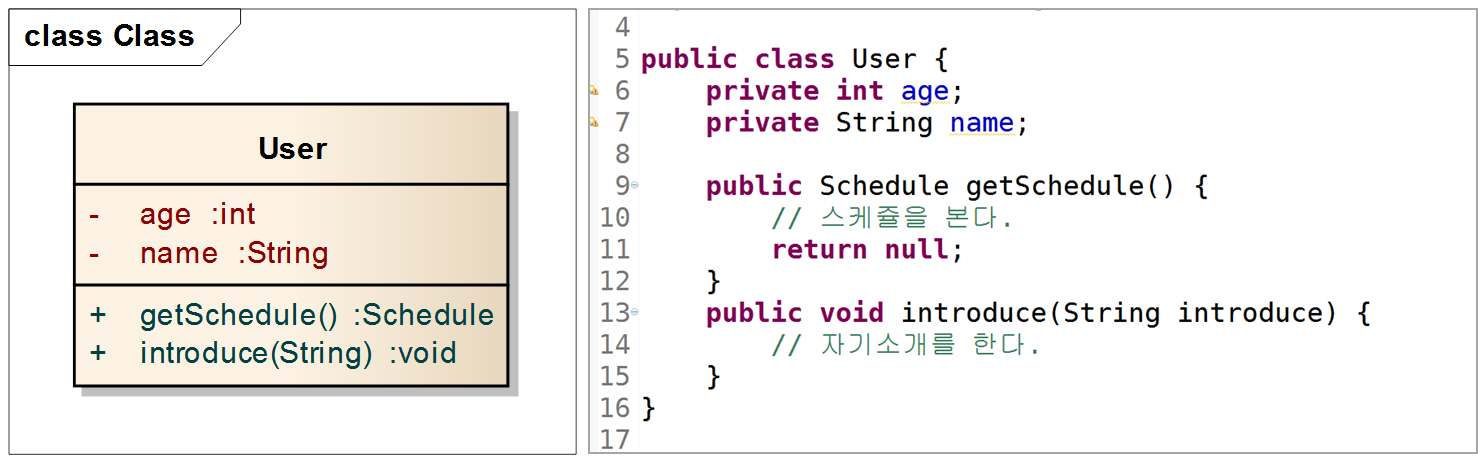 class Class
User
- age :int
- name :String
+ getSchedule() :Schedule
+ introduce(String) :void
4
5 public class User {
6 private int age;
7 private String name;
8
9 public Schedule getSchedule() {
10 // 스케쥴을 본다.
11 return null;
12 }
13 public void introduce(String introduce) {
14 // 자기소개를 한다.
15 }
16 }
17